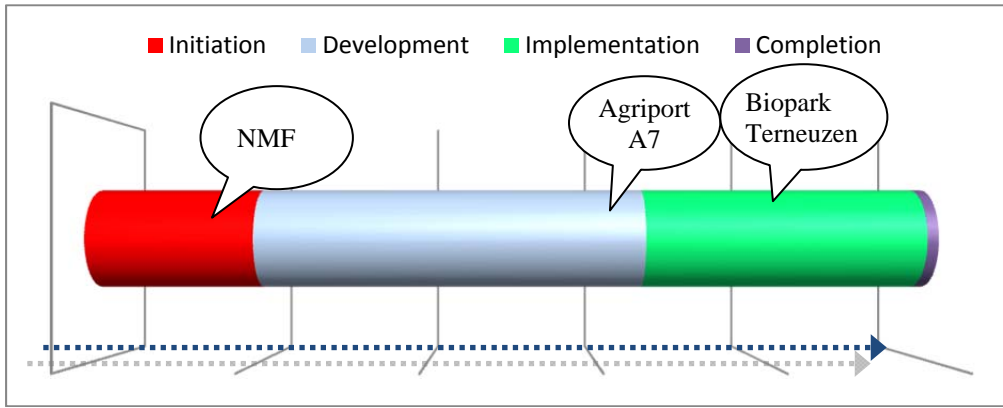 Initiation Development Implementation Completion
NMF
Agriport
A7
Biopark
Terneuzen